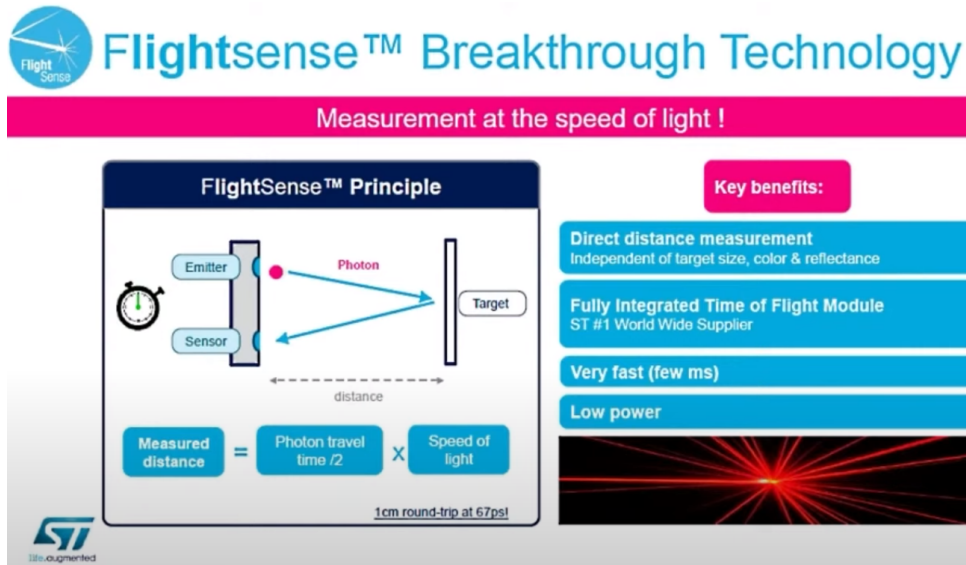 Flight
Sense
Flightsense™ Breakthrough Technology
Measurement at the speed of light !
FlightSense™ Principle
Emitter
Photon
Target
Sensor
distance
Measured
distance
=
Photon travel
time /2
x
Speed of
light
1cm round-trip at 67ps!
Key benefits:
Direct distance measurement
Independent of target size, color & reflectance
Fully Integrated Time of Flight Module
ST #1 World Wide Supplier
Very fast (few ms)
Low power
ST
life.augmented